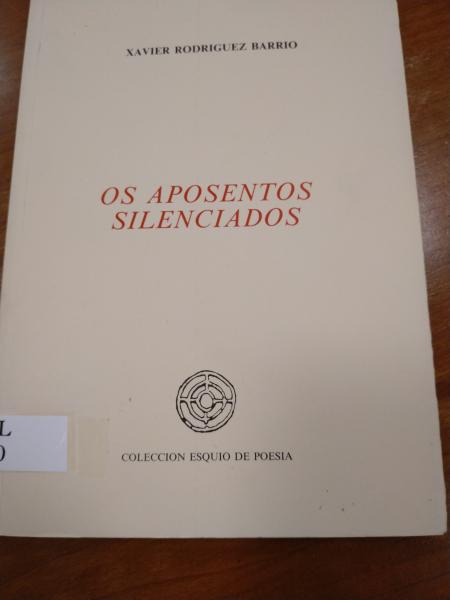 XAVIER RODRIGUEZ BARRIO
OS APOSENTOS
SILENCIADOS
L
)
COLECCION ESQUIO DE POESIA